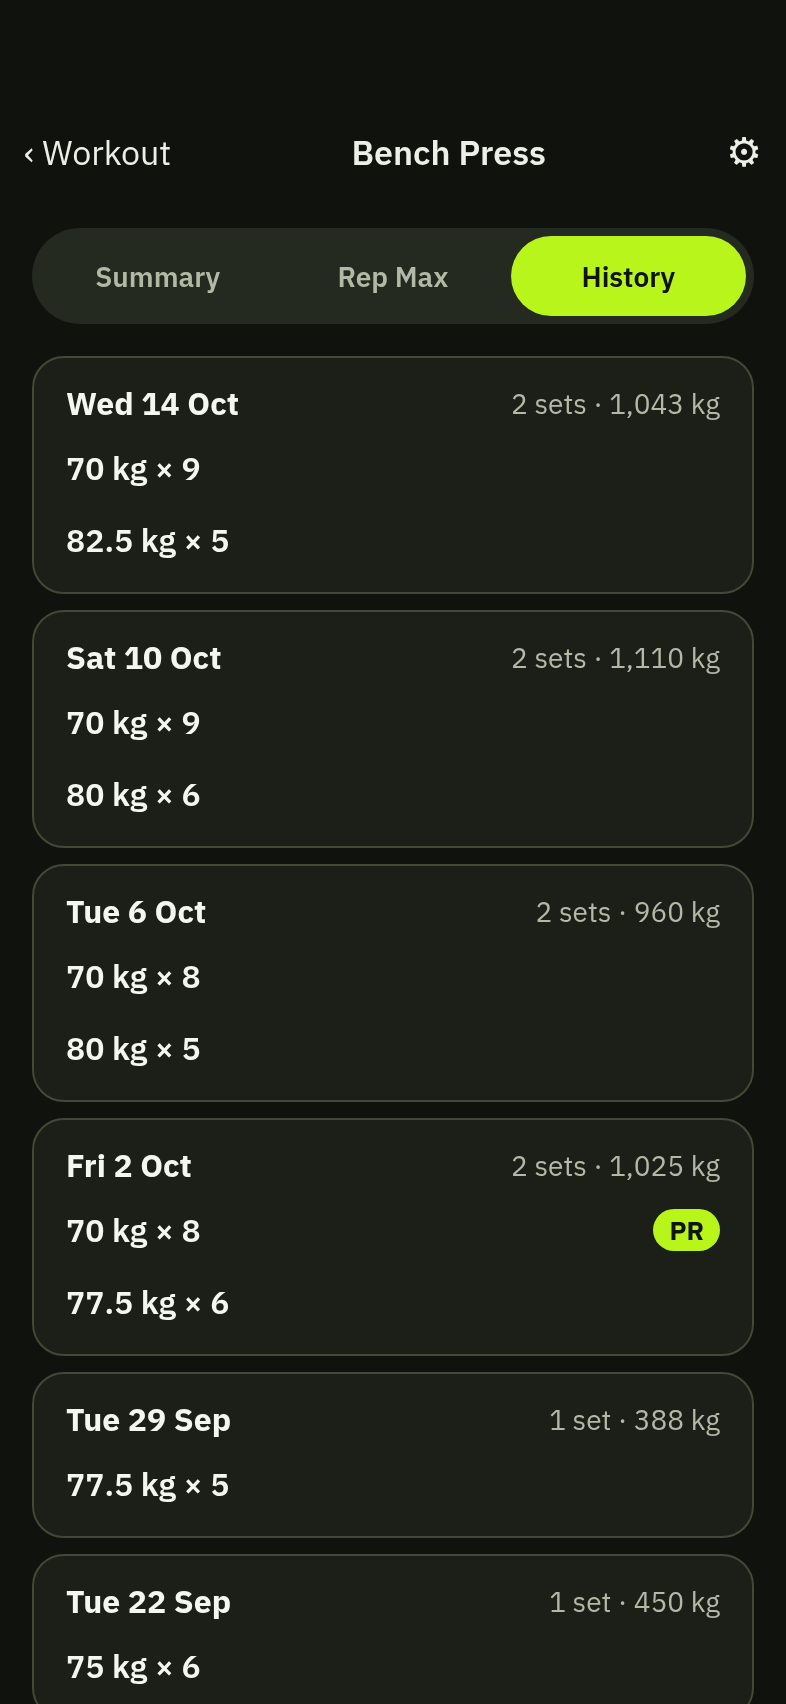 ‹ Workout Bench Press ⚙
Summary Rep Max History
Wed 14 Oct 2 sets · 1,043 kg
70 kg × 9
82.5 kg × 5
Sat 10 Oct 2 sets · 1,110 kg
70 kg × 9
80 kg × 6
Tue 6 Oct 2 sets · 960 kg
70 kg × 8
80 kg × 5
Fri 2 Oct 2 sets · 1,025 kg
70 kg × 8 PR
77.5 kg × 6
Tue 29 Sep 1 set · 388 kg
77.5 kg × 5
Tue 22 Sep 1 set · 450 kg
75 kg × 6